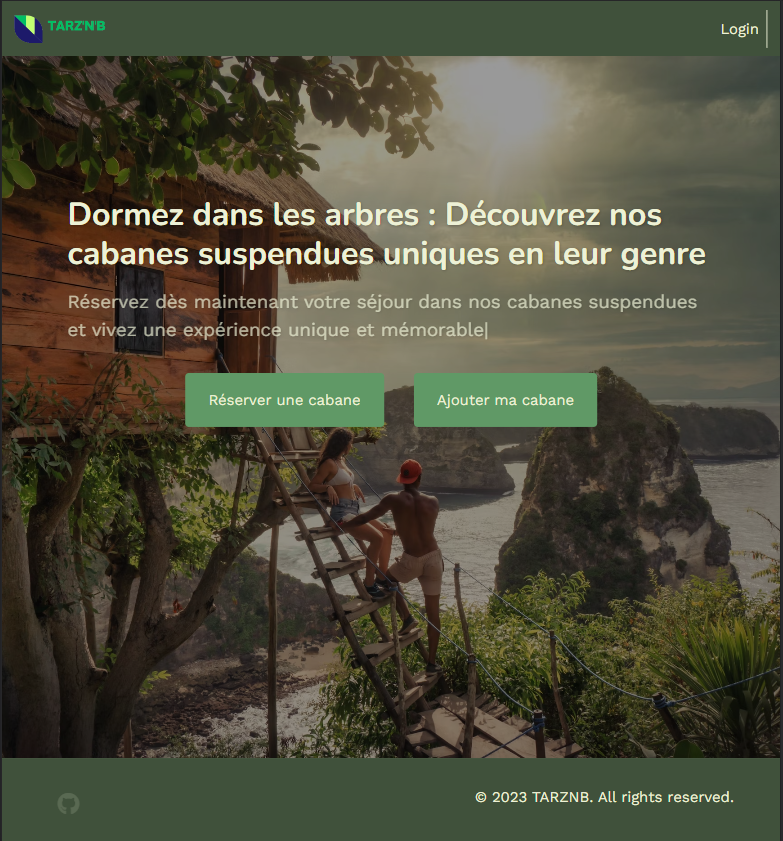 TARZ'N'B
Login
Dormez dans les arbres : Découvrez nos
cabanes suspendues uniques en leur genre
Réservez dès maintenant votre séjour dans nos cabanes suspendues
et vivez une expérience unique et mémorable|
Réserver une cabane
Ajouter ma cabane
© 2023 TARZNB. All rights reserved.